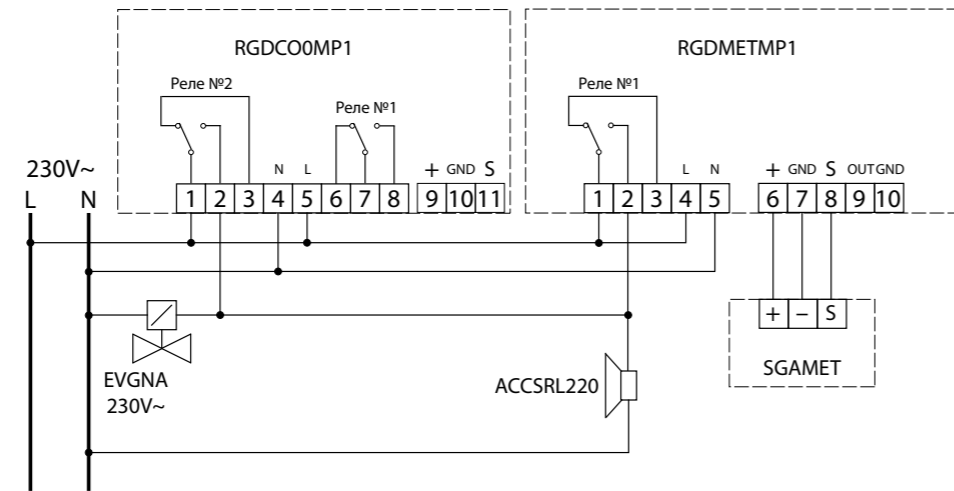 RGDCO0MP1
RGDMETMP1
Реле №2
Реле №1
Реле №1
230V~
L
N
N L
+ GND S
L N
+ GND S OUT GND
1 2 3 4 5 6 7 8 9 10 11
1 2 3 4 5 6 7 8 9 10
+ − S
SGAMET
EVGNA
230V~
ACCSRL220